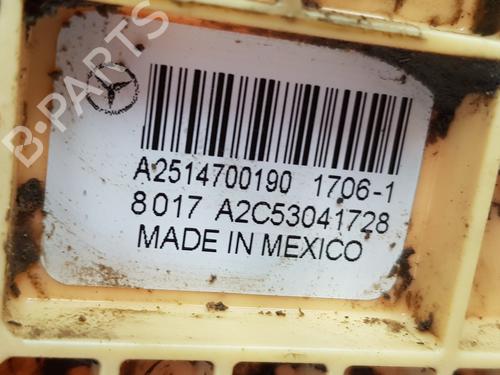 B-PARTS
A2514700190 1706-1
8017 A2C53041728
MADE IN MEXICO